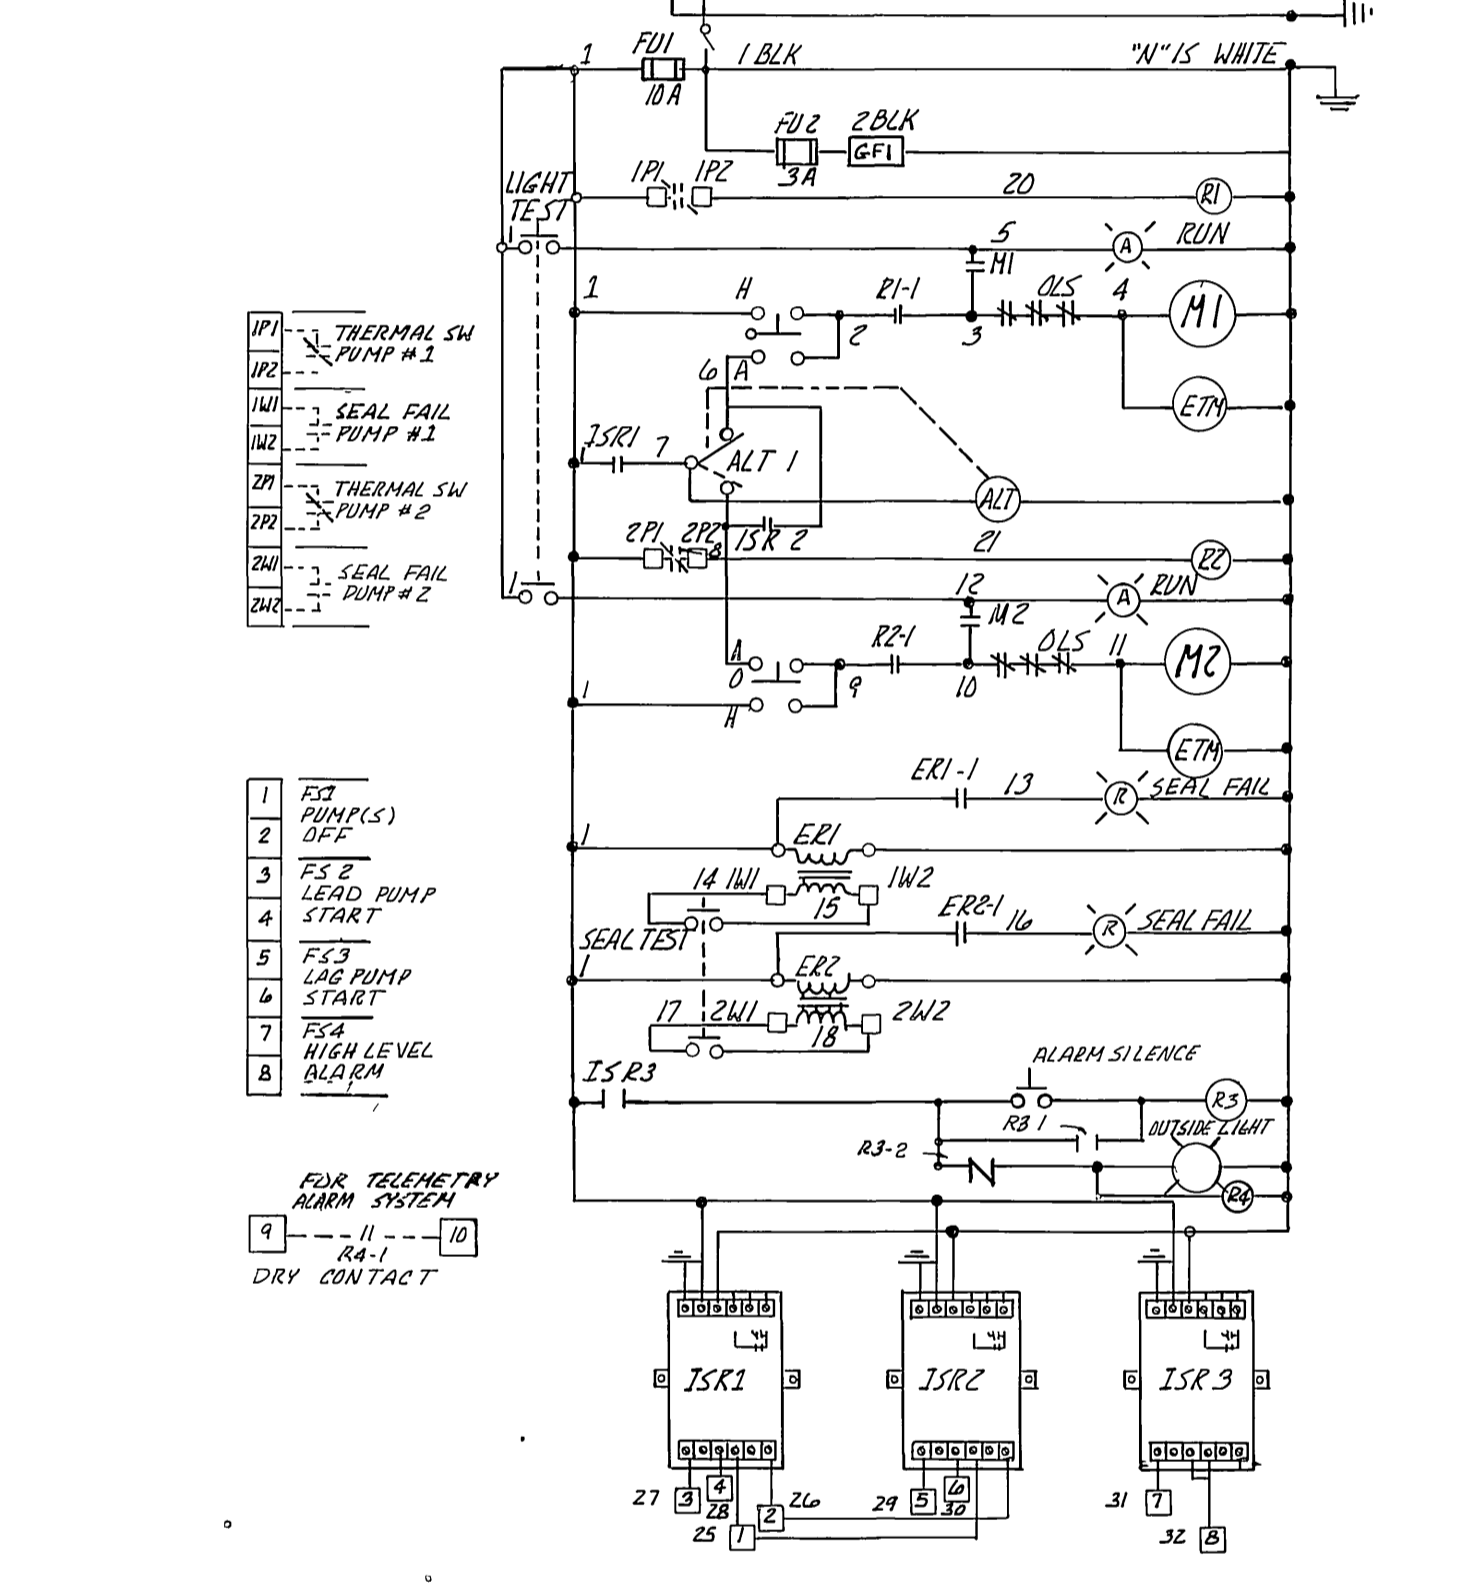 FU1
1
1 BLK
"N" IS WHITE
10 A
FU2
2 BLK
GF1
3A
LIGHT
TEST
1P1
1P2
20
R1
1
5
M1
A
RUN
1
H
2
R1-1
3
OLS
4
M1
6
A
ETM
1P1
1P2
THERMAL SW
PUMP #1
1W1
1W2
SEAL FAIL
PUMP #1
2P1
2P2
THERMAL SW
PUMP #2
2W1
2W2
SEAL FAIL
PUMP #2
ISR1
7
ALT 1
ALT
ISR 2
2P1
2P2
8
21
R2
1
12
M2
A
RUN
A
O
H
9
R2-1
10
OLS
11
M2
1
ETM
ER1-1
13
R
SEAL FAIL
1
ER1
14
1W1
15
1W2
SEAL TEST
ER2-1
16
R
SEAL FAIL
1
ER2
17
2W1
18
2W2
1
2
FS1
PUMP(S)
OFF
3
4
FS2
LEAD PUMP
START
5
6
FS3
LAG PUMP
START
7
8
FS4
HIGH LEVEL
ALARM
ISR3
ALARM SILENCE
R3
R3 1
R3-2
OUTSIDE LIGHT
R4
FOR TELEMETRY
ALARM SYSTEM
9
10
R4-1
DRY CONTACT
ISR1
ISR2
ISR3
27
3
4
28
25
1
2
26
29
5
6
30
31
7
32
8